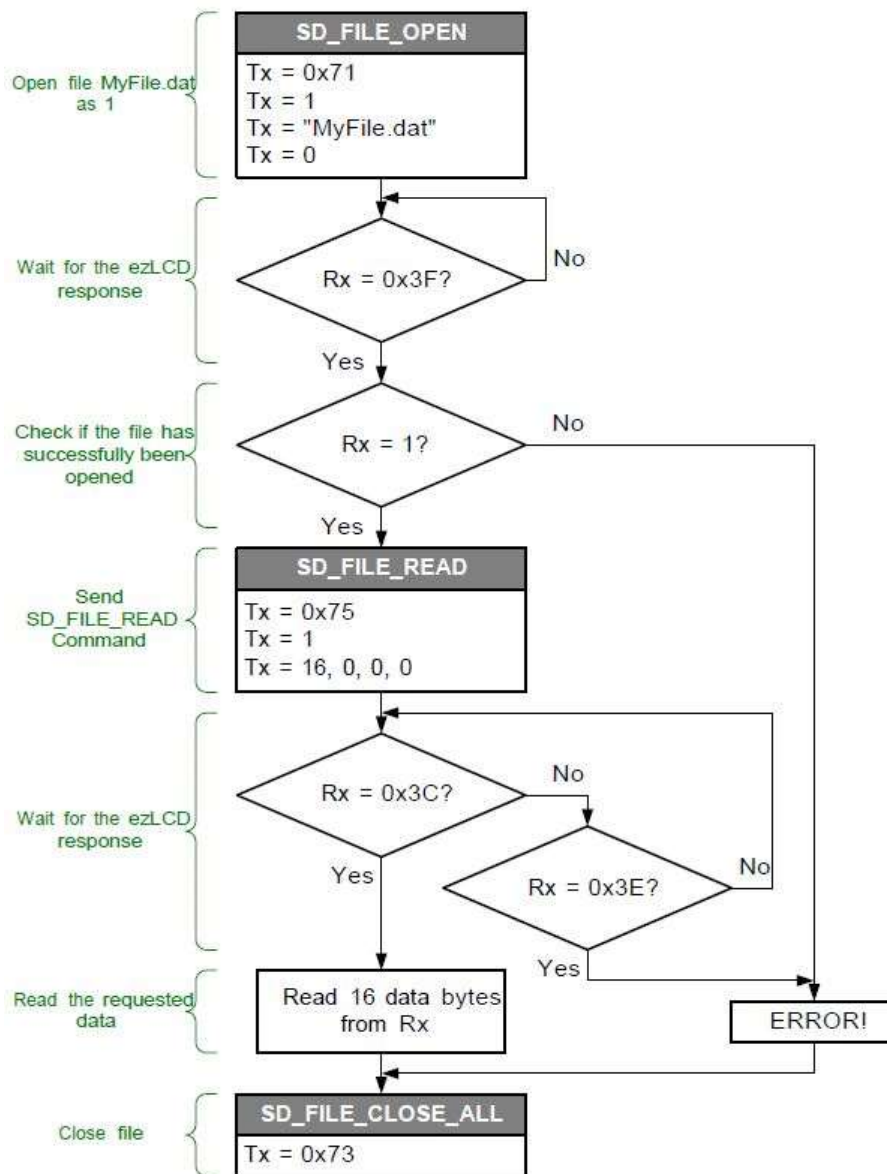 SD_FILE_OPEN
Open file MyFile.dat
as 1
Tx = 0x71
Tx = 1
Tx = "MyFile.dat"
Tx = 0
Wait for the ezLCD
response
Rx = 0x3F?
No
Yes
Check if the file has
successfully been
opened
Rx = 1?
No
Yes
Send
SD_FILE_READ
Command
SD_FILE_READ
Tx = 0x75
Tx = 1
Tx = 16, 0, 0, 0
Wait for the ezLCD
response
Rx = 0x3C?
No
Yes
Rx = 0x3E?
No
Yes
Read the requested
data
Read 16 data bytes
from Rx
ERROR!
Close file
SD_FILE_CLOSE_ALL
Tx = 0x73